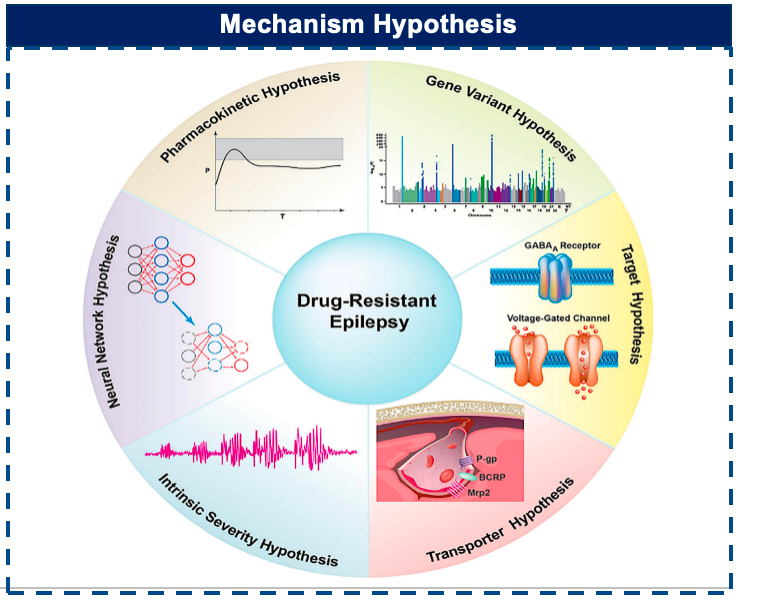 Mechanism Hypothesis
Pharmacokinetic Hypothesis
P
T
Gene Variant Hypothesis
Chromosome
GABAA Receptor
Voltage-Gated Channel
Target Hypothesis
Neural Network Hypothesis
Drug-Resistant
Epilepsy
P-gp
BCRP
Mrp2
Transporter Hypothesis
Intrinsic Severity Hypothesis